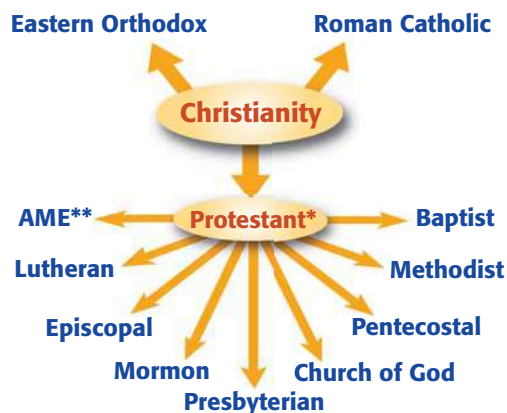 Eastern Orthodox
Roman Catholic
Christianity
Protestant*
AME**
Baptist
Lutheran
Methodist
Episcopal
Pentecostal
Mormon
Church of God
Presbyterian